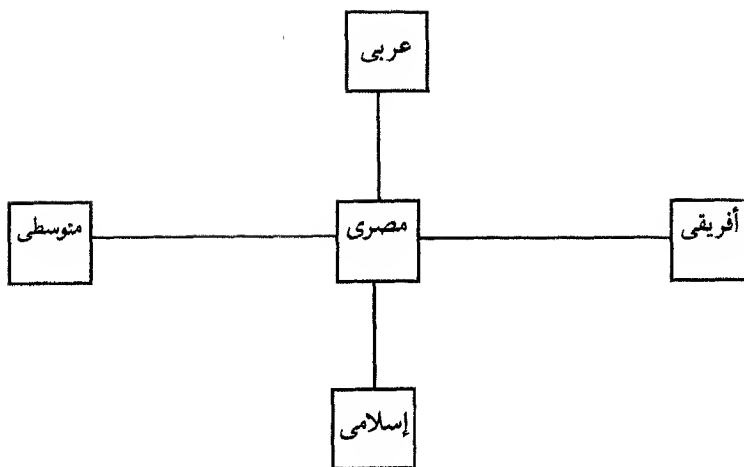 عربى
أفريقى
مصرى
متوسطى
إسلامى